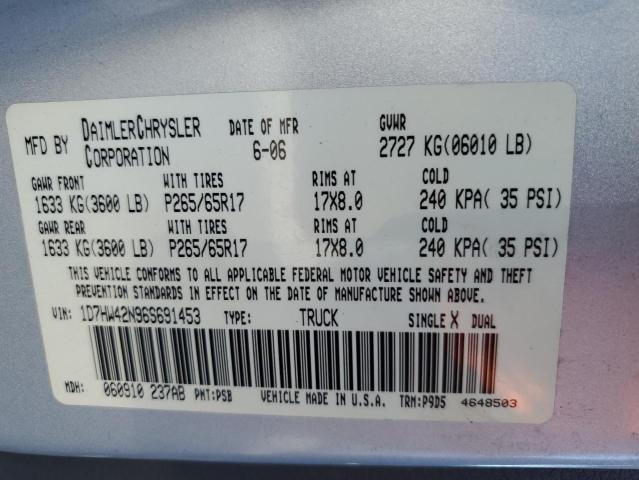 MFD BY DAIMLERCHRYSLER CORPORATION DATE OF MFR 6-06 GVWR 2727 KG(06010 LB)
GAWR FRONT WITH TIRES RIMS AT COLD
1633 KG(3600 LB) P265/65R17 17X8.0 240 KPA( 35 PSI)
GAWR REAR WITH TIRES RIMS AT COLD
1633 KG(3600 LB) P265/65R17 17X8.0 240 KPA( 35 PSI)
THIS VEHICLE CONFORMS TO ALL APPLICABLE FEDERAL MOTOR VEHICLE SAFETY AND THEFT
PREVENTION STANDARDS IN EFFECT ON THE DATE OF MANUFACTURE SHOWN ABOVE.
VIN: 1D7HW42N96S691453 TYPE: TRUCK SINGLE X DUAL
MDH: 060910 237AB PNT:PSB VEHICLE MADE IN U.S.A. TRM:P9D5 4648503